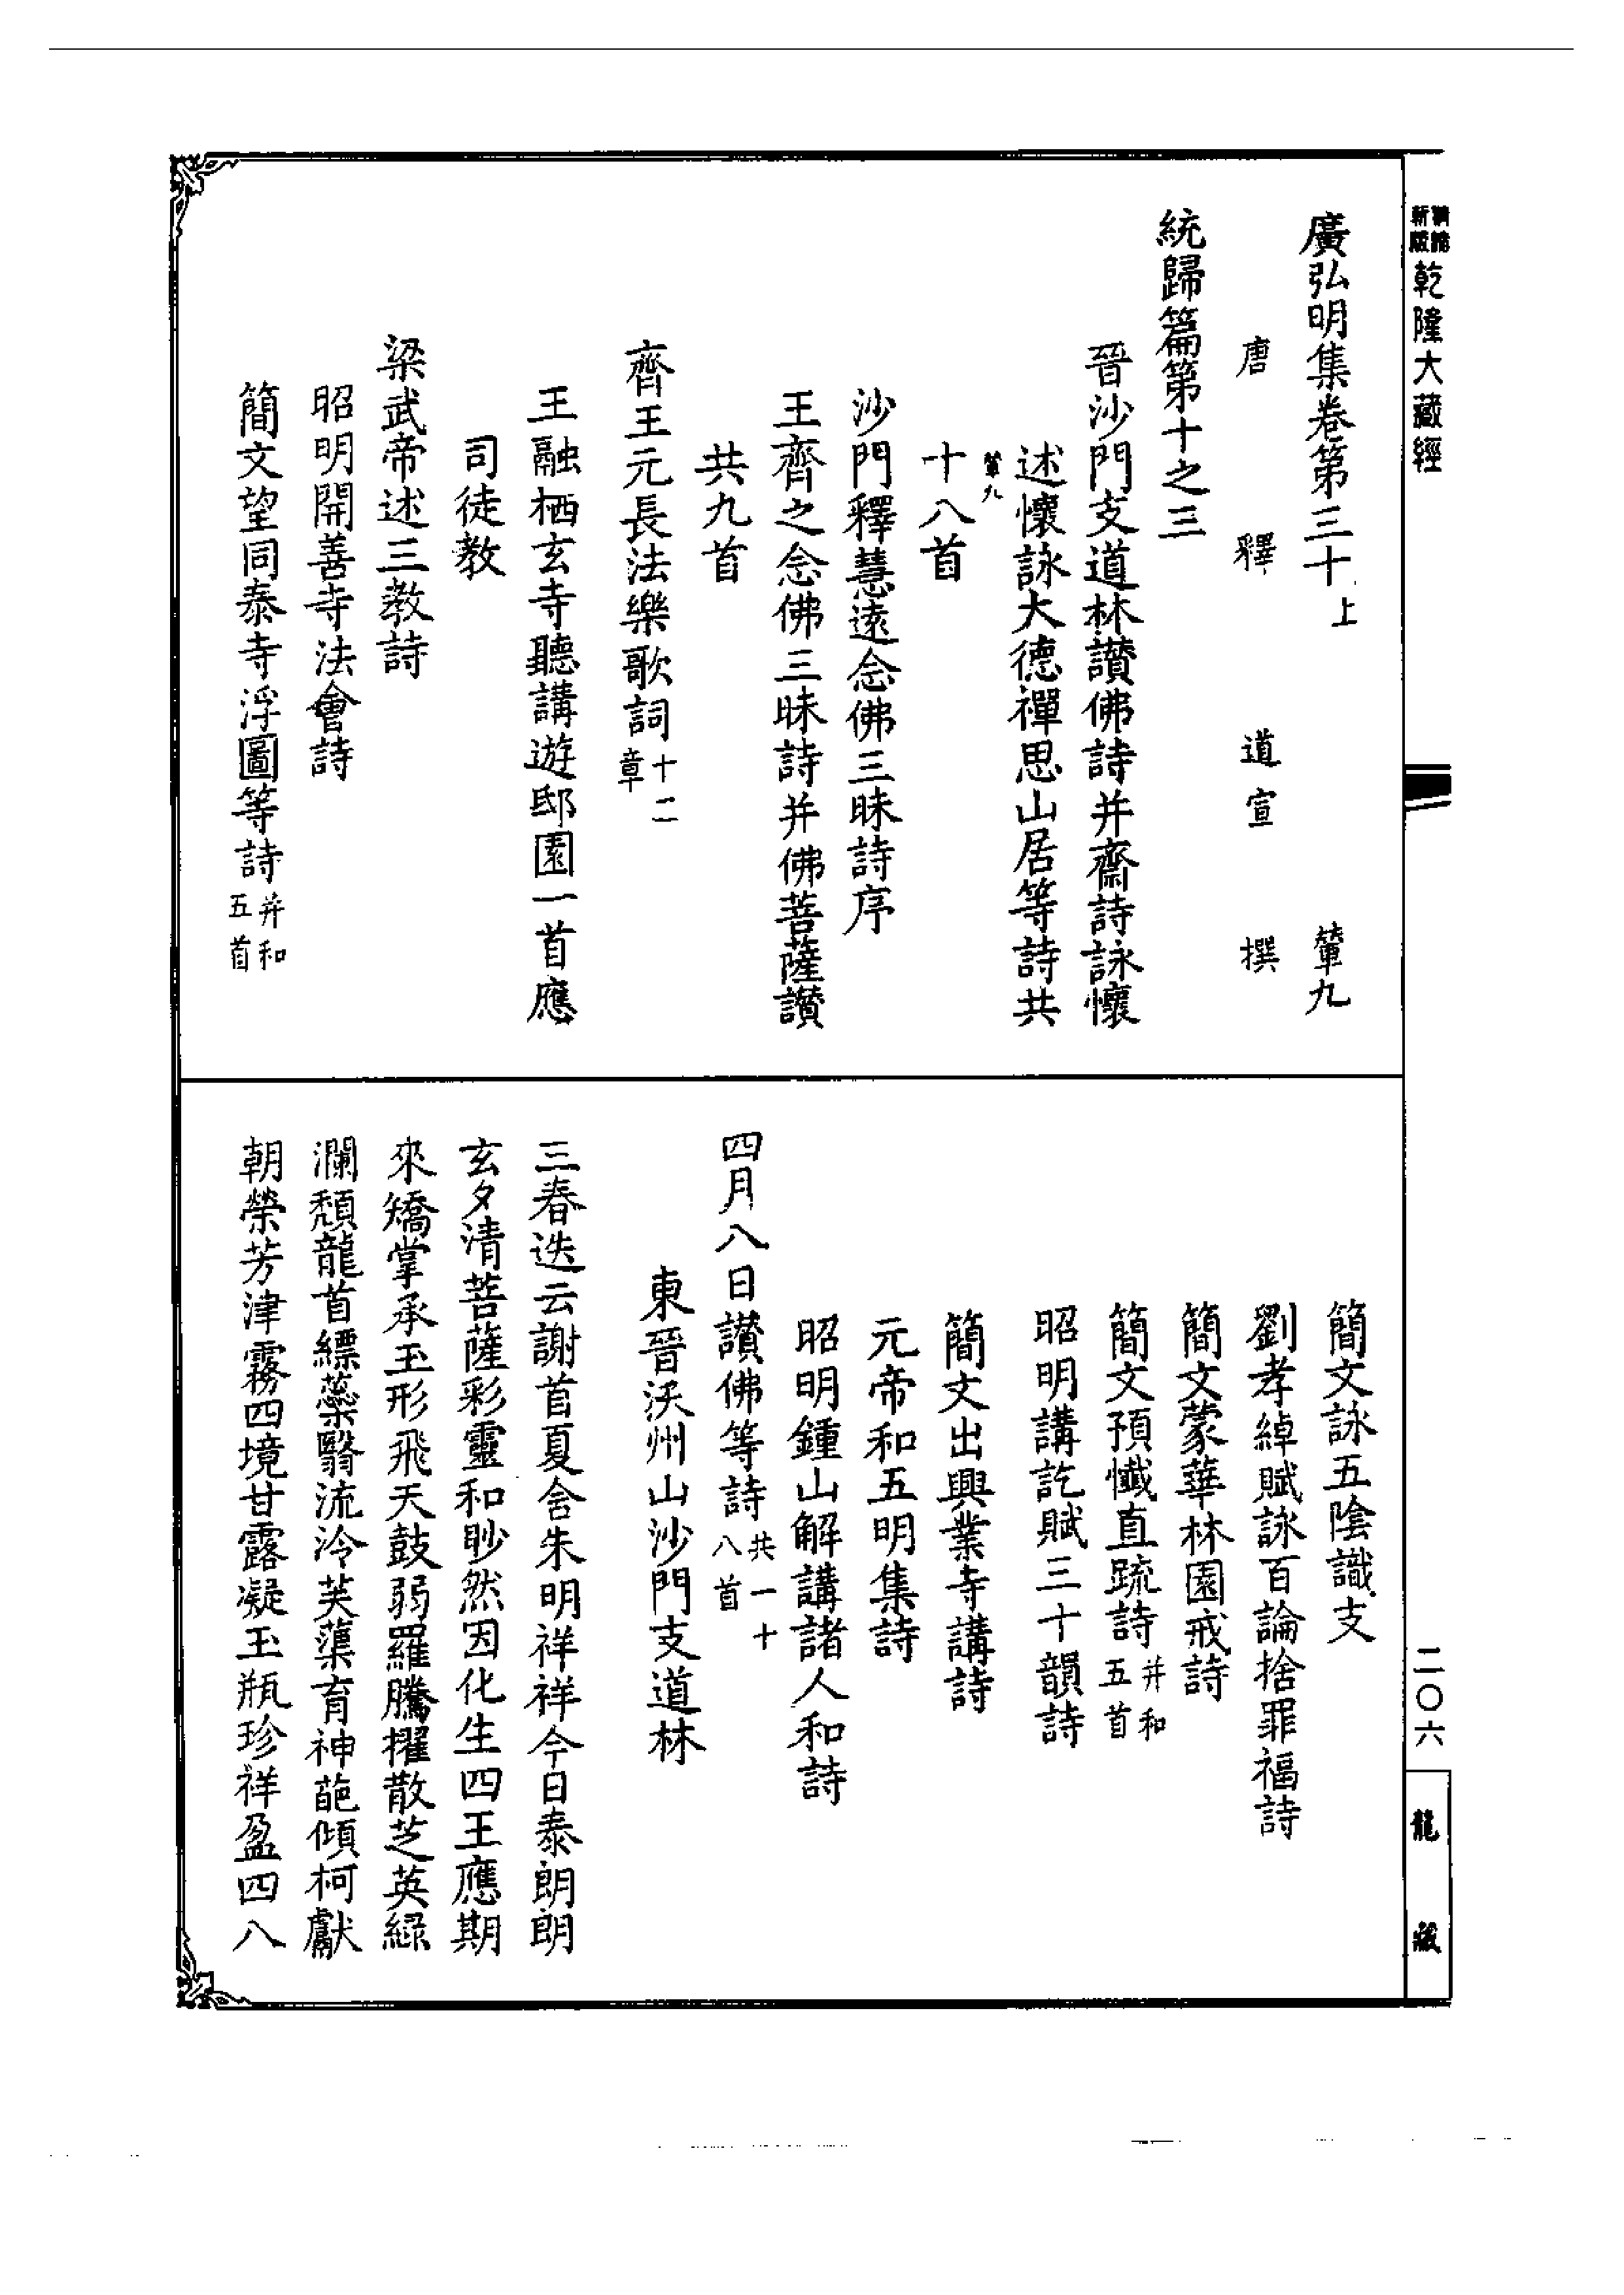 新版 乾隆大藏經
廣弘明集卷第三十上 輦九
唐釋道宣撰
統歸篇第十之三
晉沙門支道林讃佛詩并齋詩詠懷
述懷詠大德禪思山居等詩共
輦九
十八首
沙門釋慧遠念佛三昧詩序
王齊之念佛三昧詩并佛菩薩讃
共九首
齊王元長法樂歌詞十二章
王融栖玄寺聽講遊邸園一首應
司徒教
梁武帝述三教詩
昭明開善寺法會詩
簡文望同泰寺浮圖等詩并和五首
簡文詠五陰識支
劉孝綽賦詠百論捨罪福詩
簡文蒙華林園戒詩
簡文預懺直疏詩并和五首
昭明講訖賦三十韻詩
簡文出興業寺講詩
元帝和五明集詩
昭明鍾山解講諸人和詩
四月八日讃佛等詩共一十八首
東晉沃州山沙門支道林
三春迭云謝首夏含朱明祥祥今日泰朗朗
玄夕清菩薩彩靈和眇然因化生四王應期
來矯掌承玉形飛天鼓弱羅騰擢散芝英綠
瀾頹龍首縹蘂翳流泠芙蕖育神葩傾柯獻
朝榮芳津霧四境甘露凝玉瓶珍祥盈四八
二〇六
龍藏